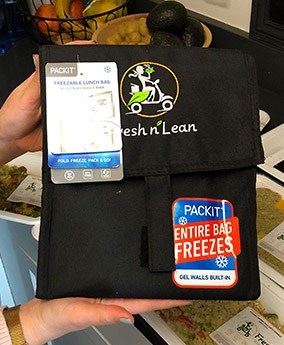 PACKIT
FREEZABLE LUNCH BAG
FOLD. FREEZE. PACK & GO!
Fresh n' Lean
PACKIT
ENTIRE BAG
FREEZES
GEL WALLS BUILT-IN